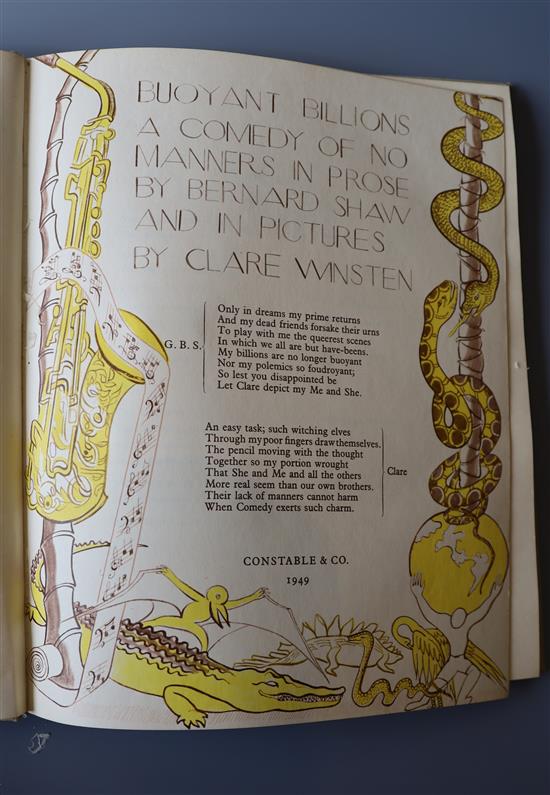 BUOYANT BILLIONS
A COMEDY OF NO
MANNERS IN PROSE
BY BERNARD SHAW
AND IN PICTURES
BY CLARE WINSTEN
G.B.S.
Only in dreams my prime returns
And my dead friends forsake their urns
To play with me the queerest scenes
In which we all are but have-beens.
My billions are no longer buoyant
Nor my polemics so foudroyant;
So lest you disappointed be
Let Clare depict my Me and She.
An easy task; such witching elves
Through my poor fingers draw themselves.
The pencil moving with the thought
Together so my portion wrought
That She and Me and all the others
More real seem than our own brothers.
Their lack of manners cannot harm
When Comedy exerts such charm.
Clare
CONSTABLE & CO.
1949